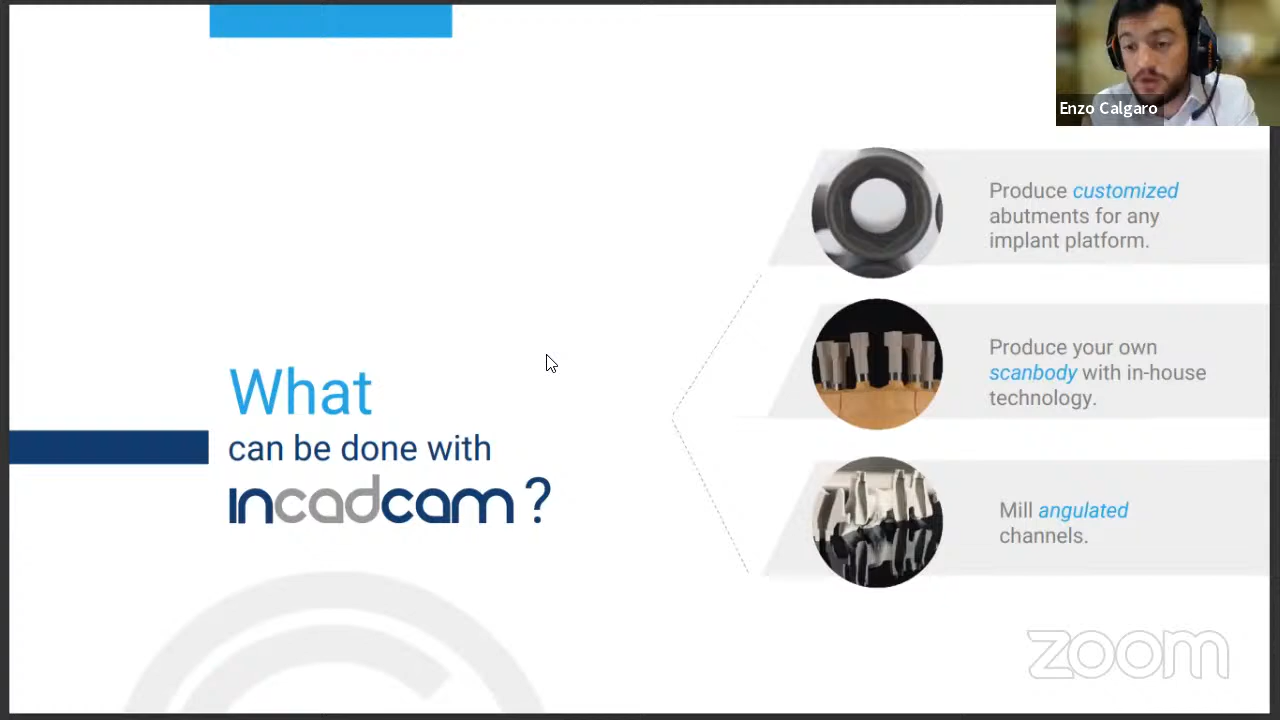 Enzo Calgaro
What
can be done with
incadcam ?
Produce customized
abutments for any
implant platform.
Produce your own
scanbody with in-house
technology.
Mill angulated
channels.
zoom